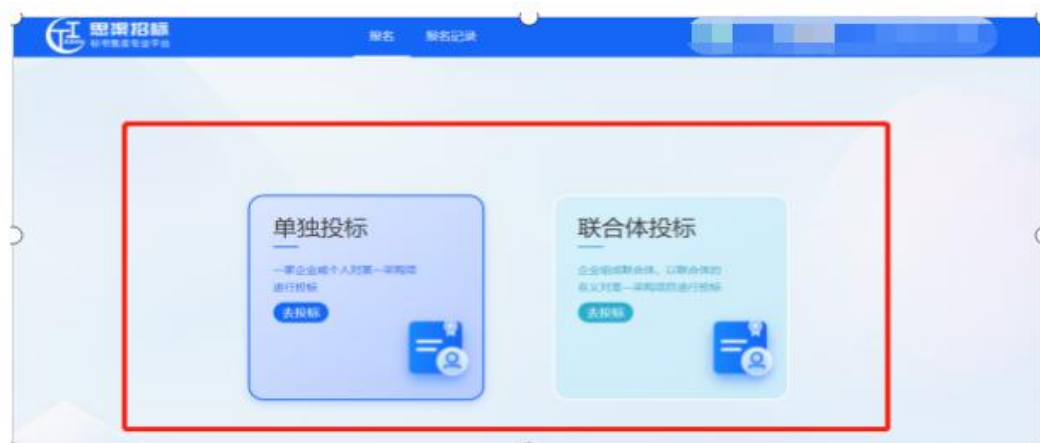 思渠招标
报名 报名记录
单独投标
一家企业或个人对某一采购项
进行投标
去投标
联合体投标
企业组成联合体，以联合体的
名义对某一采购项目进行投标
去投标